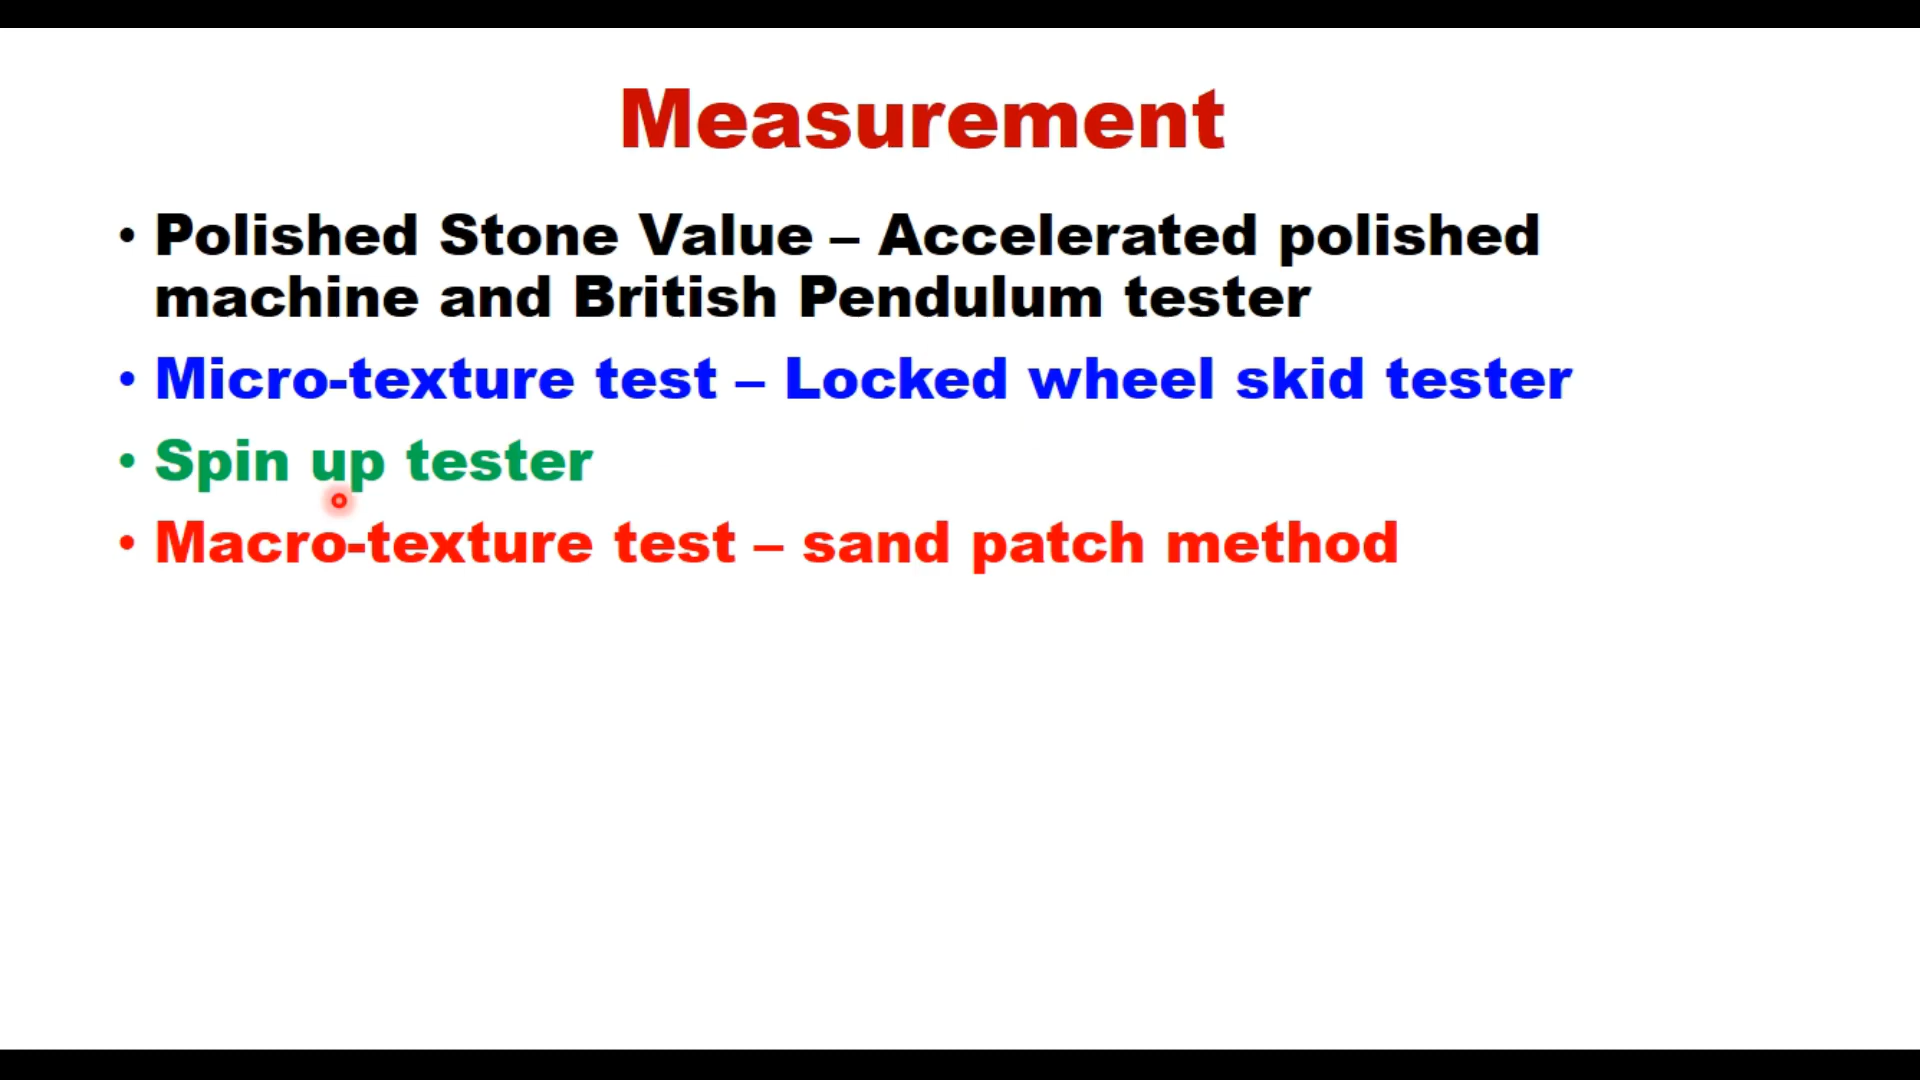 Measurement
• Polished Stone Value – Accelerated polished
machine and British Pendulum tester
• Micro-texture test – Locked wheel skid tester
• Spin up tester
• Macro-texture test – sand patch method